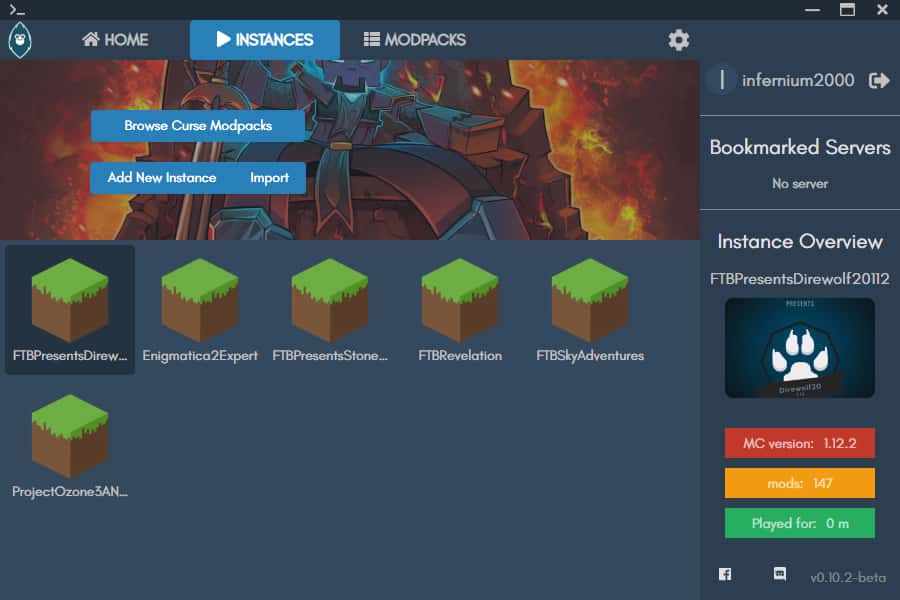 HOME
INSTANCES
MODPACKS
infernium2000
Browse Curse Modpacks
Add New Instance
Import
Bookmarked Servers
No server
Instance Overview
FTBPresentsDirewolf20112
PRESENTS
Direwolf20
112
MC version: 1.12.2
mods: 147
Played for: 0 m
FTBPresentsDirew...
Enigmatica2Expert
FTBPresentsStone...
FTBRevelation
FTBSkyAdventures
ProjectOzone3AN...
v0.10.2-beta